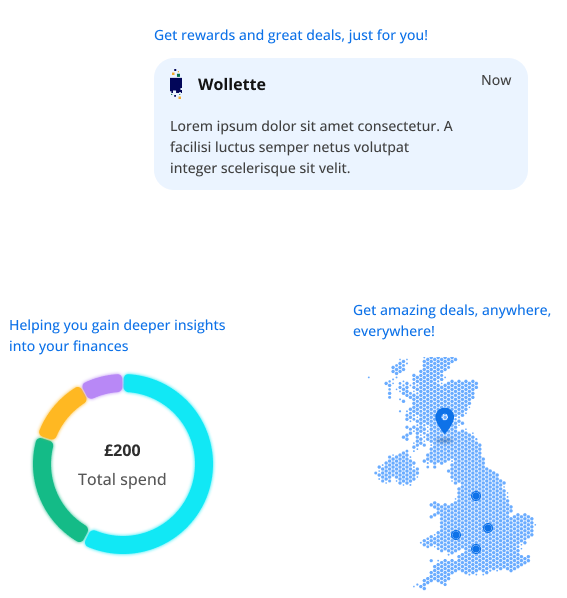 Get rewards and great deals, just for you!
Wollette
Now
Lorem ipsum dolor sit amet consectetur. A
facilisi luctus semper netus volutpat
integer scelerisque sit velit.
Helping you gain deeper insights
into your finances
£200
Total spend
Get amazing deals, anywhere,
everywhere!